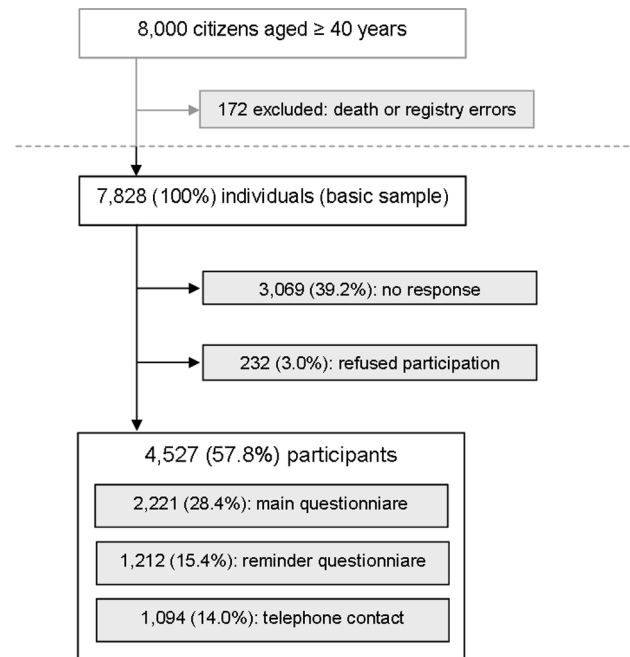 8,000 citizens aged ≥ 40 years
172 excluded: death or registry errors
7,828 (100%) individuals (basic sample)
3,069 (39.2%): no response
232 (3.0%): refused participation
4,527 (57.8%) participants
2,221 (28.4%): main questionniare
1,212 (15.4%): reminder questionniare
1,094 (14.0%): telephone contact